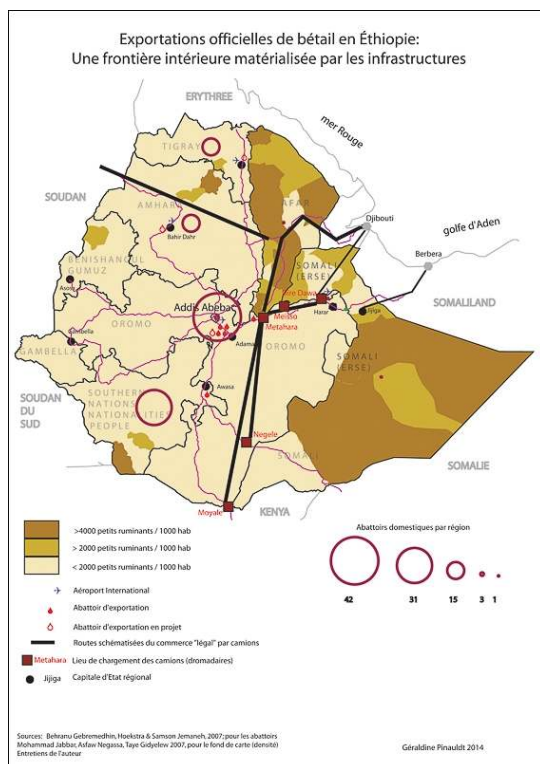 Exportations officielles de bétail en Éthiopie:
Une frontière intérieure matérialisée par les infrastructures
ERYTHREE
mer Rouge
TIGRAY
SOUDAN
AFAR
AMHARA
Djibouti
golfe d'Aden
Bahir Dahr
Berbera
BENISHANGUL
GUMUZ
SOMALI
(ERSE)
Asosa
Dire Dawa
SOMALILAND
Addis Abeba
Meisso
Harar
Jijiga
Metahara
Gambella
OROMO
Adama
OROMO
GAMBELLA
SOMALI
(ERSE)
SOUDAN
DU
SUD
Awasa
SOUTHERN
NATIONS
NATIONALITIES
PEOPLE
Negele
SOMALI
SOMALIE
Moyale
KENYA
>4000 petits ruminants / 1000 hab
> 2000 petits ruminants / 1000 hab
< 2000 petits ruminants / 1000 hab
Abattoirs domestiques par région
42 31 15 3 1
Aéroport International
Abattoir d'exportation
Abattoir d'exportation en projet
Routes schématisées du commerce "légal" par camions
Metahara Lieu de chargement des camions (dromadaires)
Jijiga Capitale d'Etat régional
Sources: Behranu Gebremedhin, Hoekstra & Samson Jemaneh, 2007; pour les abattoirs
Mohammad Jabbar, Asfaw Negassa, Taye Gidyelew 2007, pour le fond de carte (densité)
Entretiens de l'auteur
Géraldine Pinauldt 2014